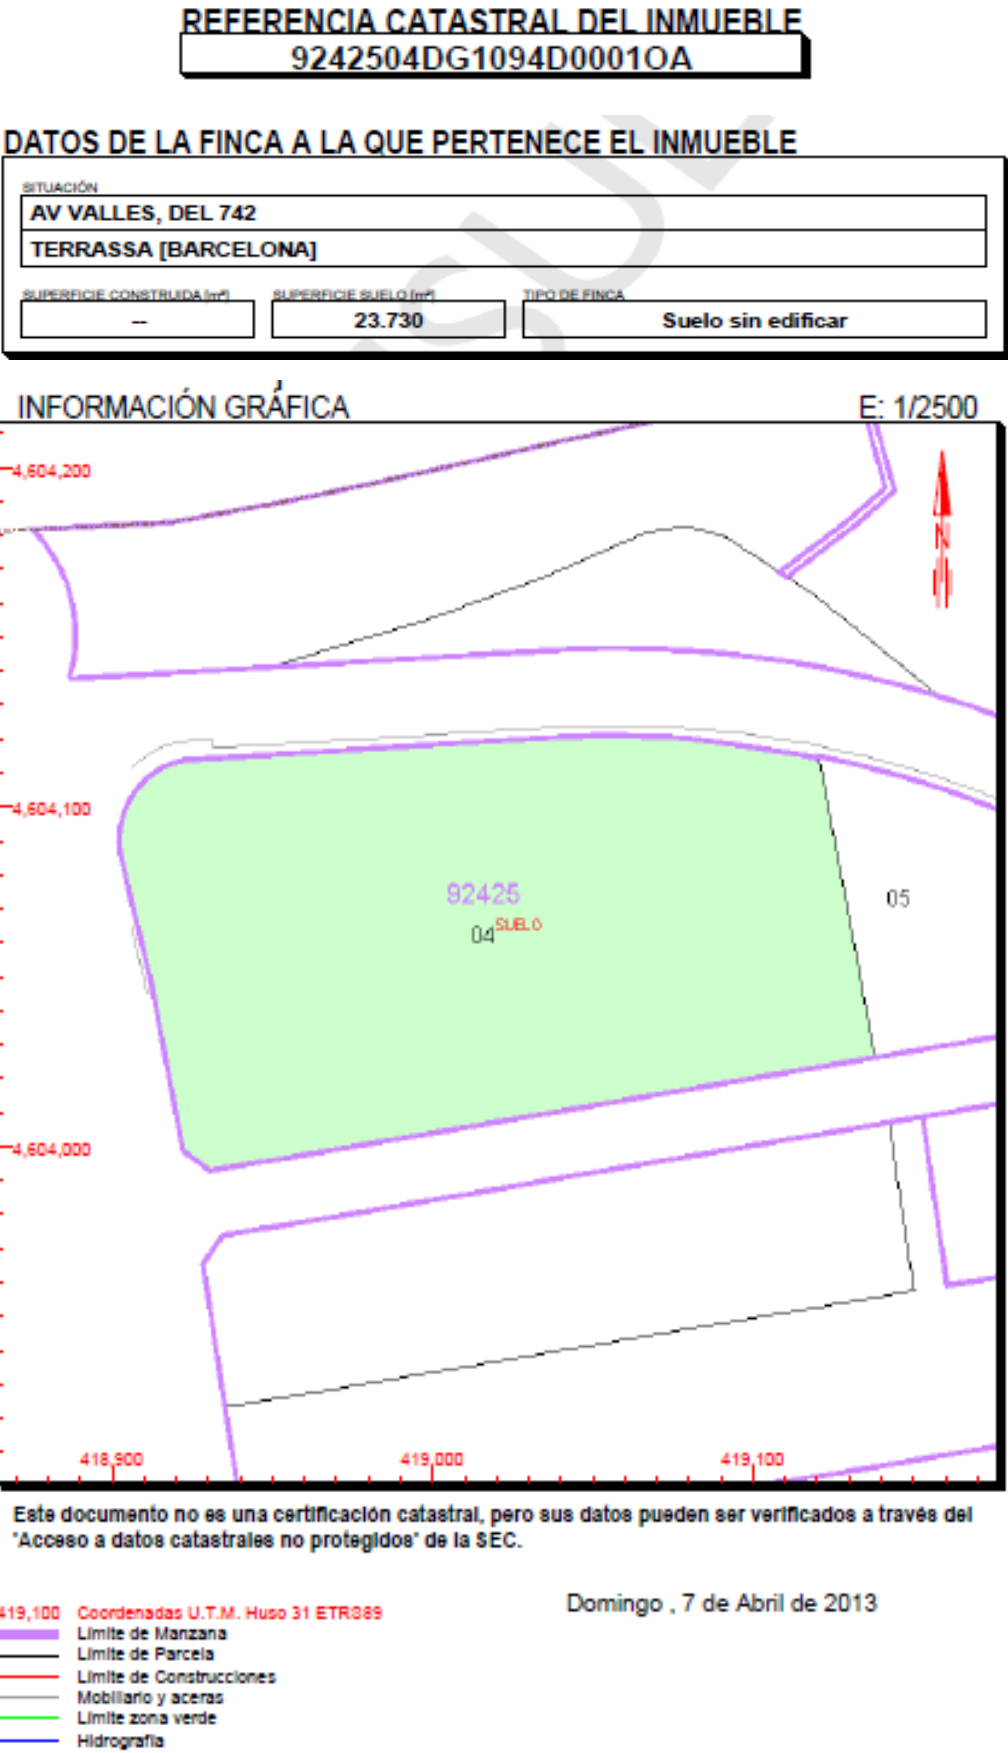 REFERENCIA CATASTRAL DEL INMUEBLE
9242504DG1094D0001OA
DATOS DE LA FINCA A LA QUE PERTENECE EL INMUEBLE
SITUACIÓN
AV VALLES, DEL 742
TERRASSA [BARCELONA]
SUPERFICIE CONSTRUIDA [m²]
--
SUPERFICIE SUELO [m²]
23.730
TIPO DE FINCA
Suelo sin edificar
INFORMACIÓN GRÁFICA
E: 1/2500
4,604,200
N
4,604,100
92425
04 SUELO
05
4,604,000
418,900
419,000
419,100
Este documento no es una certificación catastral, pero sus datos pueden ser verificados a través del
"Acceso a datos catastrales no protegidos" de la SEC.
Domingo , 7 de Abril de 2013
419,100 Coordenadas U.T.M. Huso 31 ETRS89
Límite de Manzana
Límite de Parcela
Límite de Construcciones
Mobiliario y aceras
Límite zona verde
Hidrografía